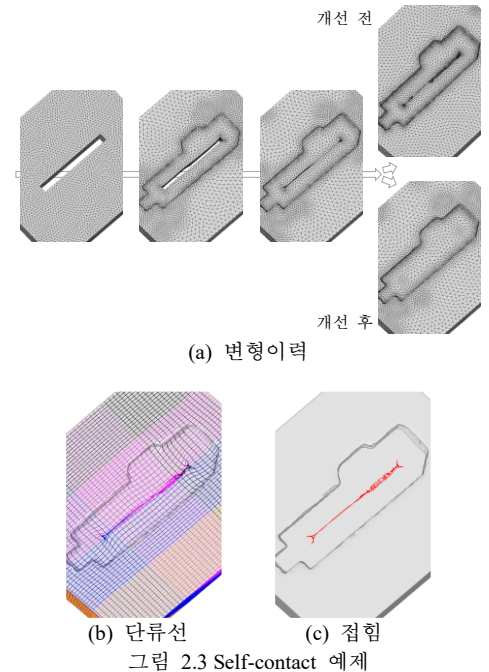 개선 전
개선 후
(a) 변형이력
(b) 단류선
(c) 접힘
그림 2.3 Self-contact 예제